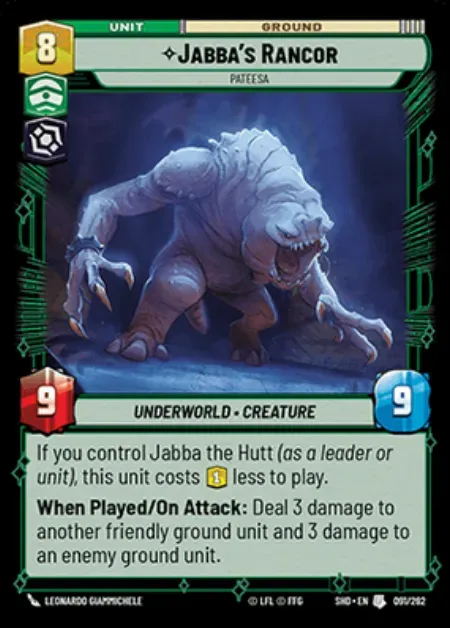 UNIT GROUND
8
JABBA'S RANCOR
PATEESA
9
UNDERWORLD • CREATURE
9
If you control Jabba the Hutt (as a leader or
unit), this unit costs 1 less to play.
When Played/On Attack: Deal 3 damage to
another friendly ground unit and 3 damage to
an enemy ground unit.
LEONARDO GIAMMICHELE © LFL © FFG SHD • EN 091/262